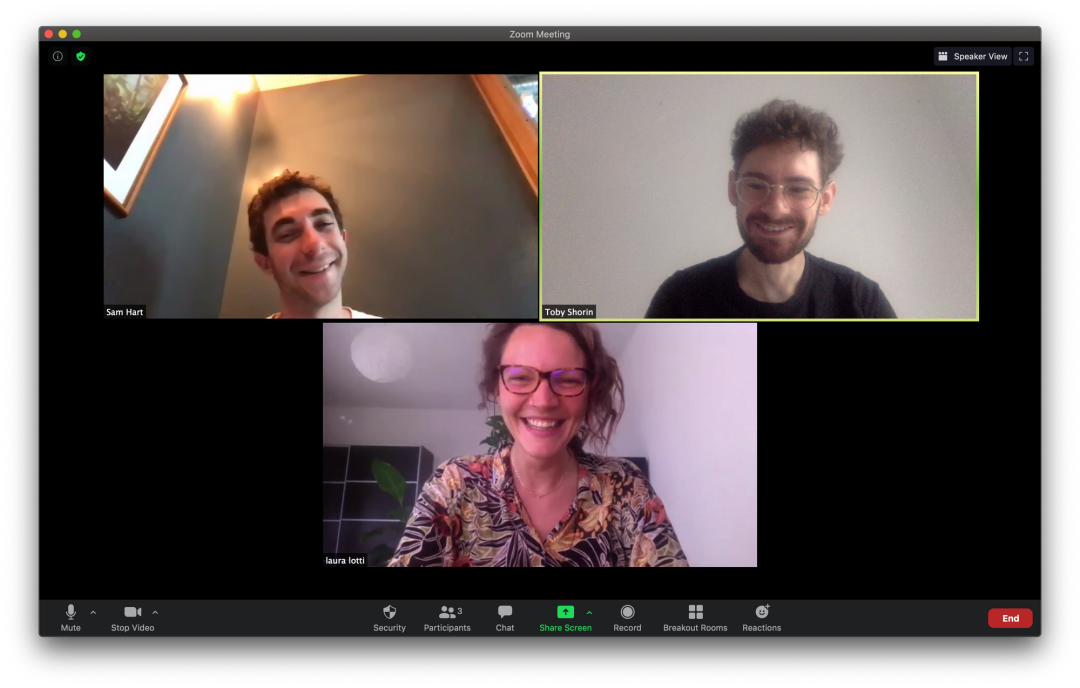 Zoom Meeting
Speaker View
Sam Hart
Toby Shorin
laura lotti
3
Mute
Stop Video
Security
Participants
Chat
Share Screen
Record
Breakout Rooms
Reactions
End